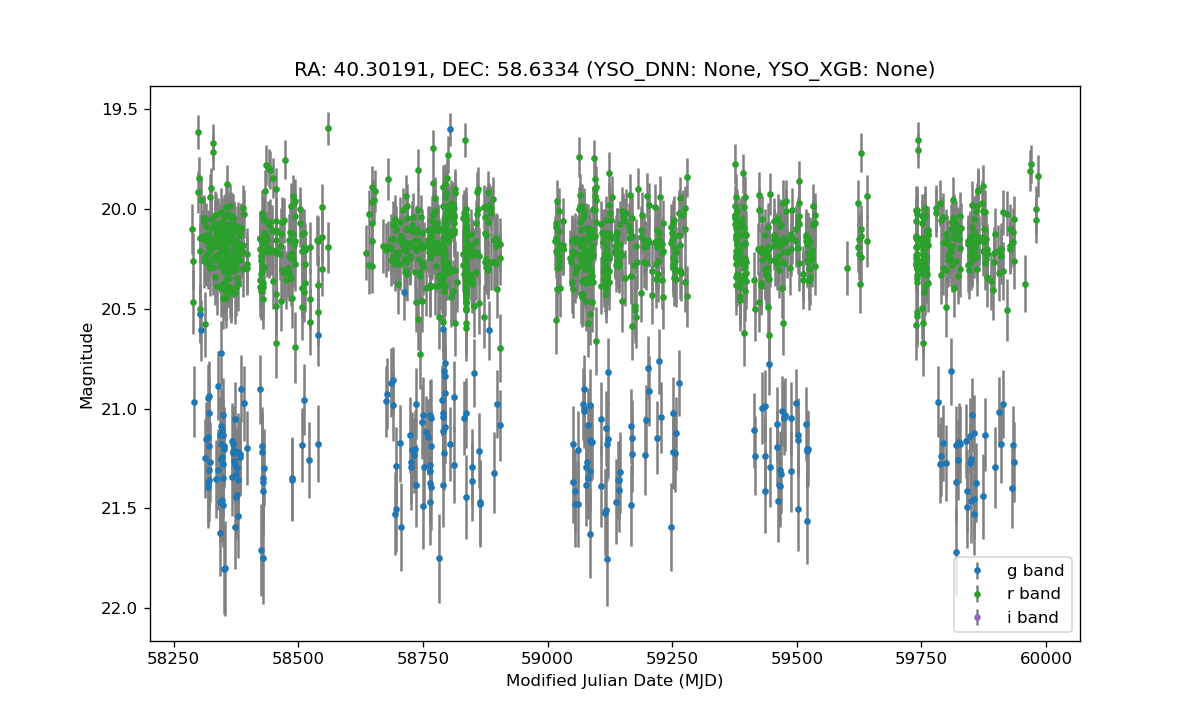 RA: 40.30191, DEC: 58.6334 (YSO_DNN: None, YSO_XGB: None)
19.5
20.0
20.5
21.0
21.5
22.0
Magnitude
g band
r band
i band
58250 58500 58750 59000 59250 59500 59750 60000
Modified Julian Date (MJD)